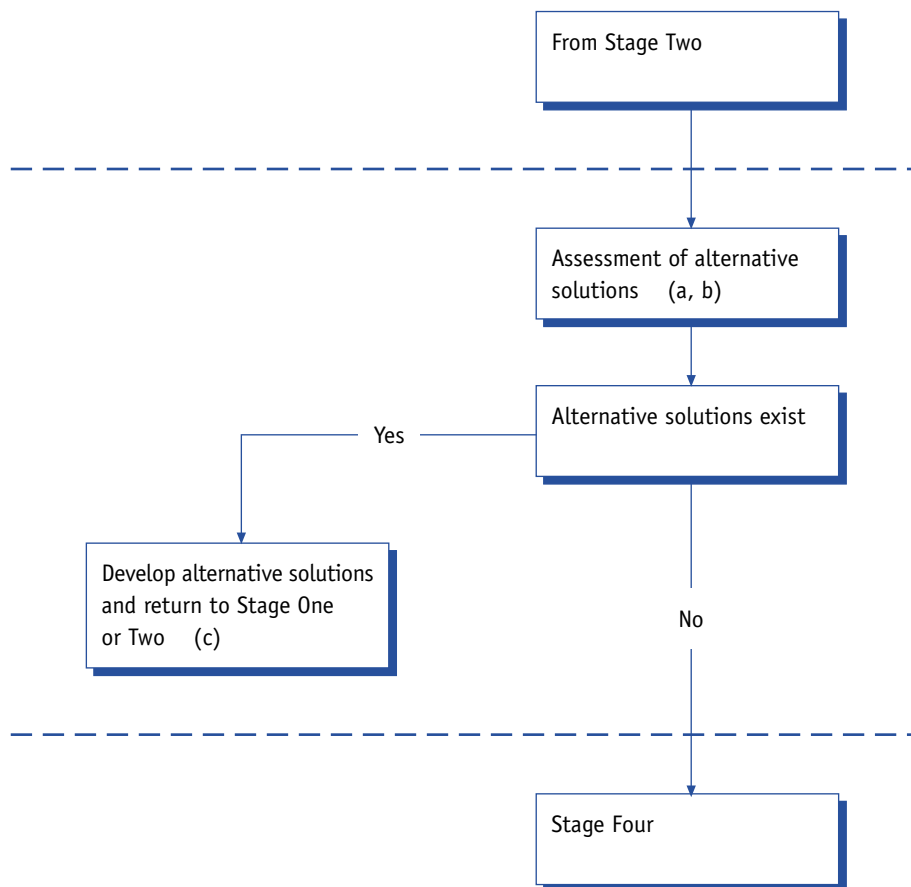 From Stage Two
Assessment of alternative
solutions (a, b)
Alternative solutions exist
Yes
Develop alternative solutions
and return to Stage One
or Two (c)
No
Stage Four